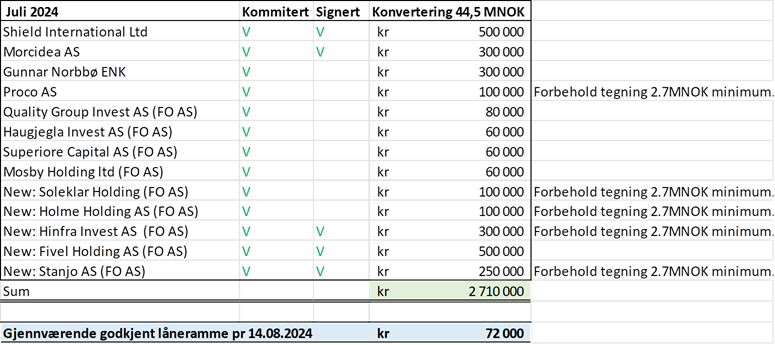 Juli 2024 Kommitert Signert Konvertering 44,5 MNOK
Shield International Ltd V V kr 500 000
Morcidea AS V V kr 300 000
Gunnar Norbbø ENK V kr 300 000
Proco AS V kr 100 000 Forbehold tegning 2.7MNOK minimum.
Quality Group Invest AS (FO AS) V kr 80 000
Haugjegla Invest AS (FO AS) V kr 60 000
Superiore Capital AS (FO AS) V kr 60 000
Mosby Holding ltd (FO AS) V kr 60 000
New: Soleklar Holding (FO AS) V kr 100 000 Forbehold tegning 2.7MNOK minimum.
New: Holme Holding AS (FO AS) V kr 100 000 Forbehold tegning 2.7MNOK minimum.
New: Hinfra Invest AS (FO AS) V V kr 300 000 Forbehold tegning 2.7MNOK minimum.
New: Fivel Holding AS (FO AS) V V kr 500 000
New: Stanjo AS (FO AS) V V kr 250 000 Forbehold tegning 2.7MNOK minimum.
Sum kr 2 710 000
Gjennværende godkjent låneramme pr 14.08.2024 kr 72 000